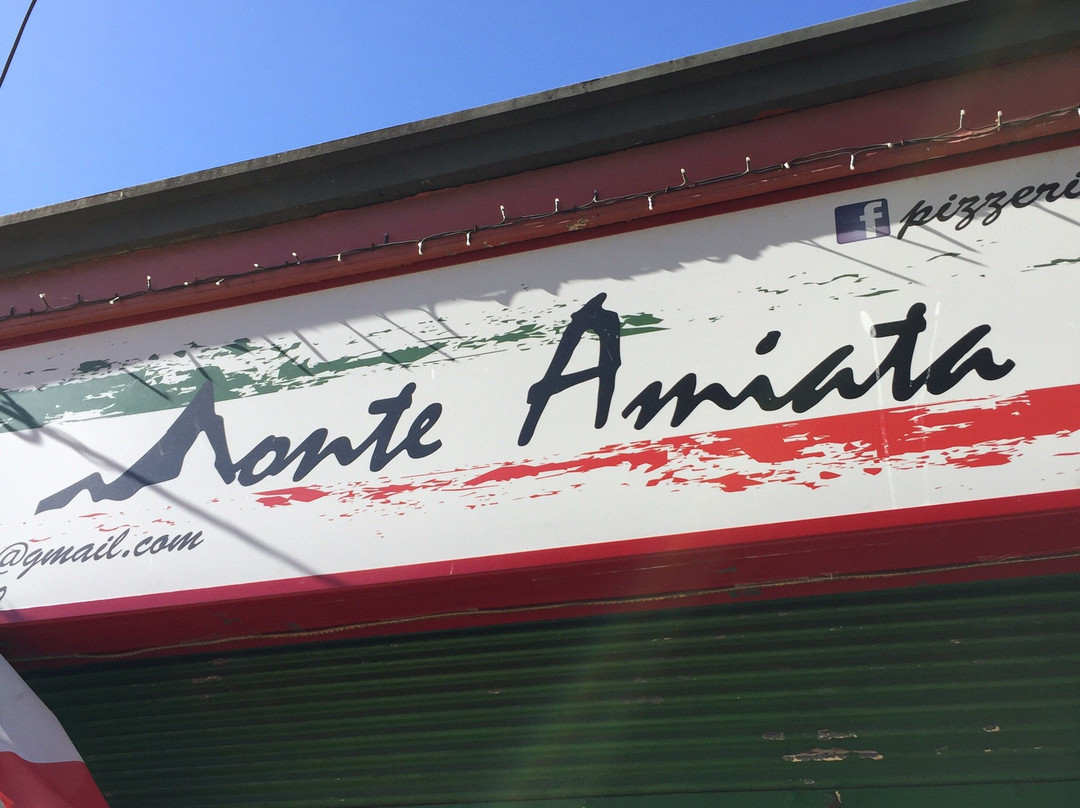 f pizzeri
Monte Amiata
@gmail.com